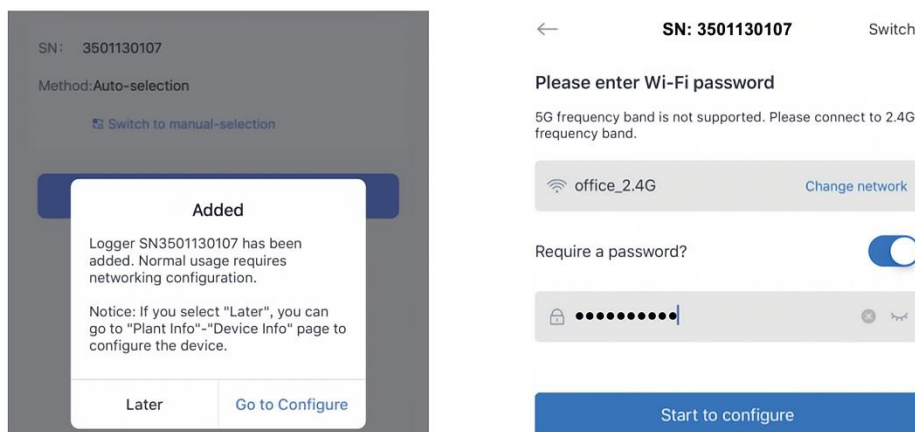 SN: 3501130107
Method:Auto-selection
Switch to manual-selection
Added
Logger SN3501130107 has been
added. Normal usage requires
networking configuration.
Notice: If you select "Later", you can
go to "Plant Info"-"Device Info" page to
configure the device.
Later
Go to Configure
SN: 3501130107
Switch
Please enter Wi-Fi password
5G frequency band is not supported. Please connect to 2.4G
frequency band.
office_2.4G
Change network
Require a password?
●●●●●●●●●●
Start to configure